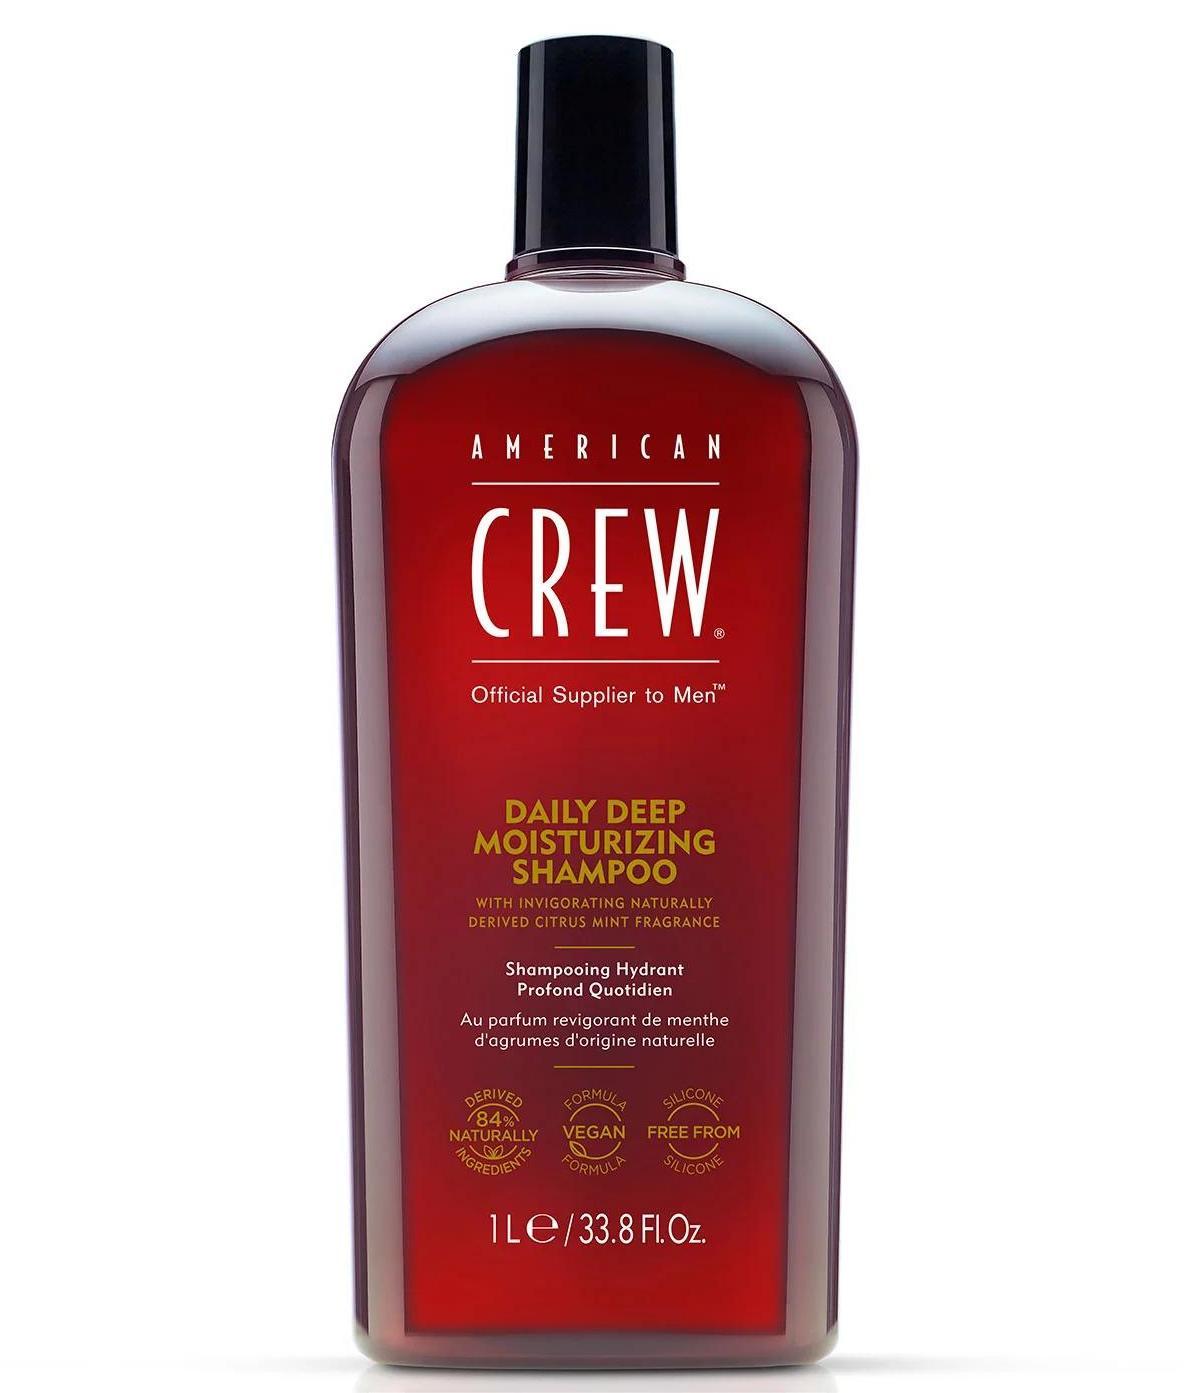 AMERICAN
CREW®
Official Supplier to Men™
DAILY DEEP
MOISTURIZING
SHAMPOO
WITH INVIGORATING NATURALLY
DERIVED CITRUS MINT FRAGRANCE
Shampooing Hydrant
Profond Quotidien
Au parfum revigorant de menthe
d'agrumes d'origine naturelle
DERIVED
84%
NATURALLY
INGREDIENTS
FORMULA
VEGAN
FORMULA
SILICONE
FREE FROM
SILICONE
1 L ℮ / 33.8 Fl. Oz.